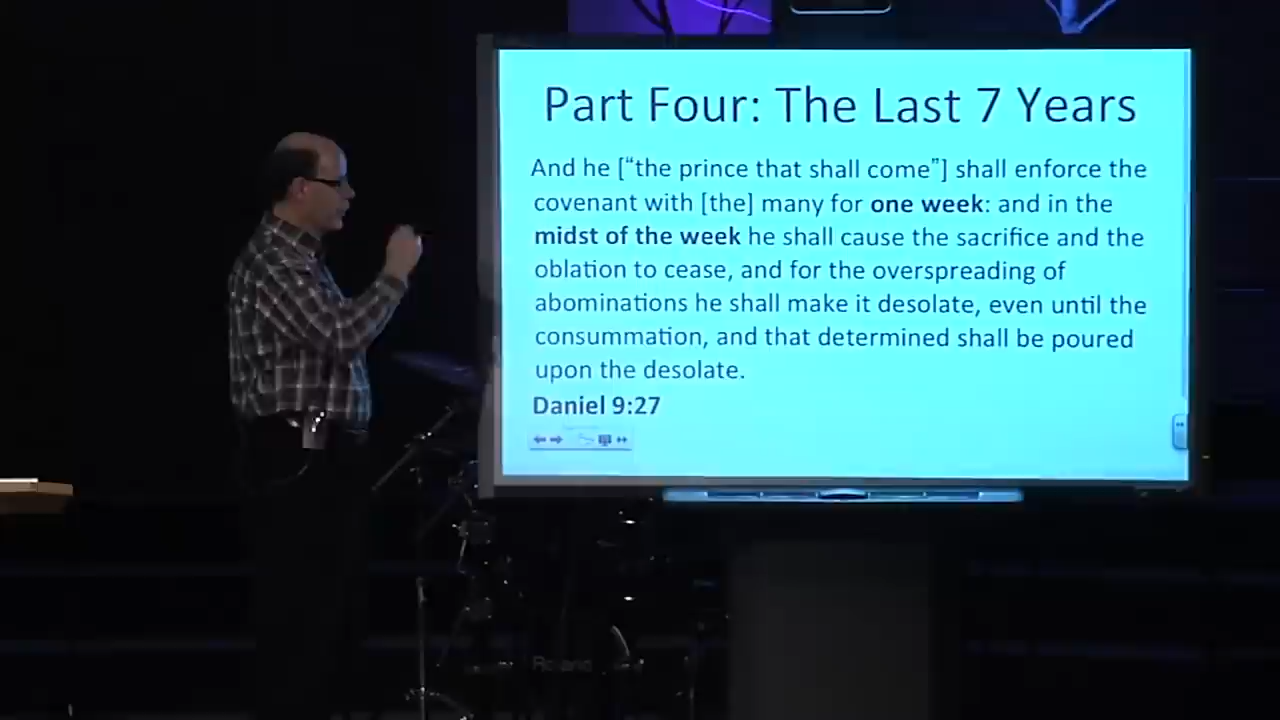 Part Four: The Last 7 Years
And he [“the prince that shall come”] shall enforce the
covenant with [the] many for one week: and in the
midst of the week he shall cause the sacrifice and the
oblation to cease, and for the overspreading of
abominations he shall make it desolate, even until the
consummation, and that determined shall be poured
upon the desolate.
Daniel 9:27
Roland